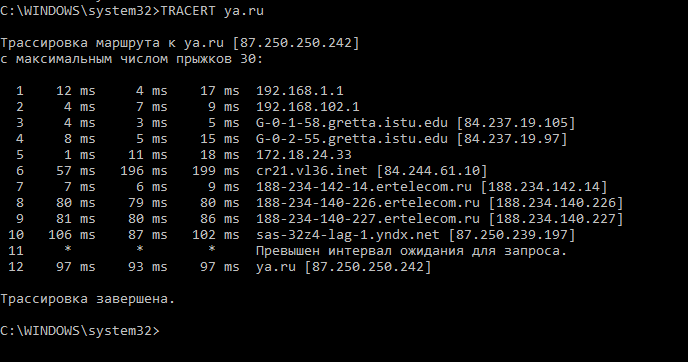 C:\WINDOWS\system32>TRACERT ya.ru
Трассировка маршрута к ya.ru [87.250.250.242]
с максимальным числом прыжков 30:
1 12 ms 4 ms 17 ms 192.168.1.1
2 4 ms 7 ms 9 ms 192.168.102.1
3 4 ms 3 ms 5 ms G-0-1-58.gretta.istu.edu [84.237.19.105]
4 8 ms 5 ms 15 ms G-0-2-55.gretta.istu.edu [84.237.19.97]
5 1 ms 11 ms 18 ms 172.18.24.33
6 57 ms 196 ms 199 ms cr21.vl36.inet [84.244.61.10]
7 7 ms 6 ms 9 ms 188-234-142-14.ertelecom.ru [188.234.142.14]
8 80 ms 79 ms 80 ms 188-234-140-226.ertelecom.ru [188.234.140.226]
9 81 ms 80 ms 86 ms 188-234-140-227.ertelecom.ru [188.234.140.227]
10 106 ms 87 ms 102 ms sas-32z4-lag-1.yndx.net [87.250.239.197]
11 * * * Превышен интервал ожидания для запроса.
12 97 ms 93 ms 97 ms ya.ru [87.250.250.242]
Трассировка завершена.
C:\WINDOWS\system32>